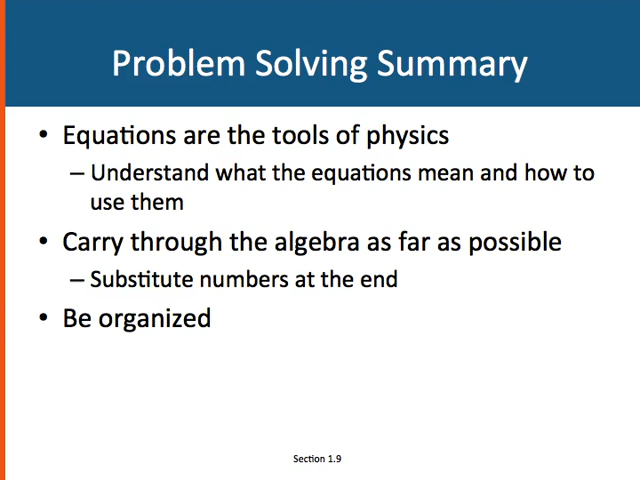 Problem Solving Summary
• Equations are the tools of physics
– Understand what the equations mean and how to
use them
• Carry through the algebra as far as possible
– Substitute numbers at the end
• Be organized
Section 1.9